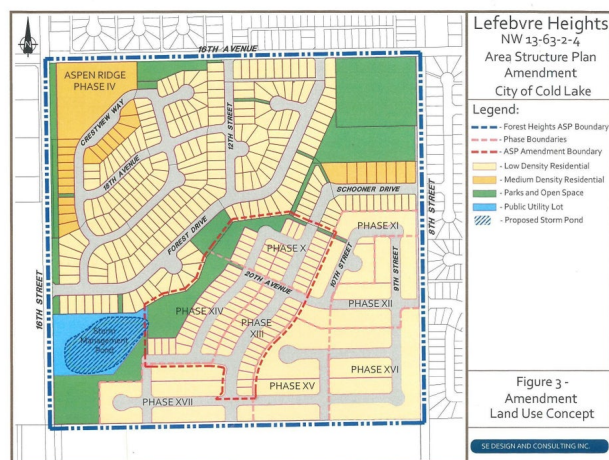 Lefebvre Heights
NW 13-63-2-4
Area Structure Plan
Amendment
City of Cold Lake
Legend:
- Forest Heights ASP Boundary
- Phase Boundaries
- ASP Amendment Boundary
- Low Density Residential
- Medium Density Residential
- Parks and Open Space
- Public Utility Lot
- Proposed Storm Pond
Figure 3 -
Amendment
Land Use Concept
SE DESIGN AND CONSULTING INC.
16TH AVENUE
ASPEN RIDGE
PHASE IV
CRESTVIEW WAY
12TH STREET
18TH AVENUE
SCHOONER DRIVE
8TH STREET
FOREST DRIVE
PHASE XI
PHASE X
10TH STREET
9TH STREET
20TH AVENUE
16TH STREET
PHASE XII
PHASE XIV
PHASE XIII
Storm
Management
Pond
PHASE XVI
PHASE XV
PHASE XVII